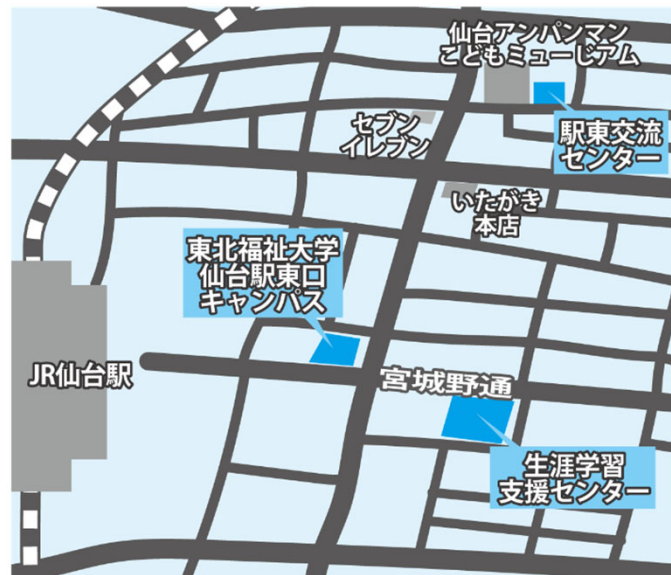 仙台アンパンマン
こどもミュージアム
駅東交流
センター
セブン
イレブン
いたがき
本店
東北福祉大学
仙台駅東口
キャンパス
JR仙台駅
宮城野通
生涯学習
支援センター